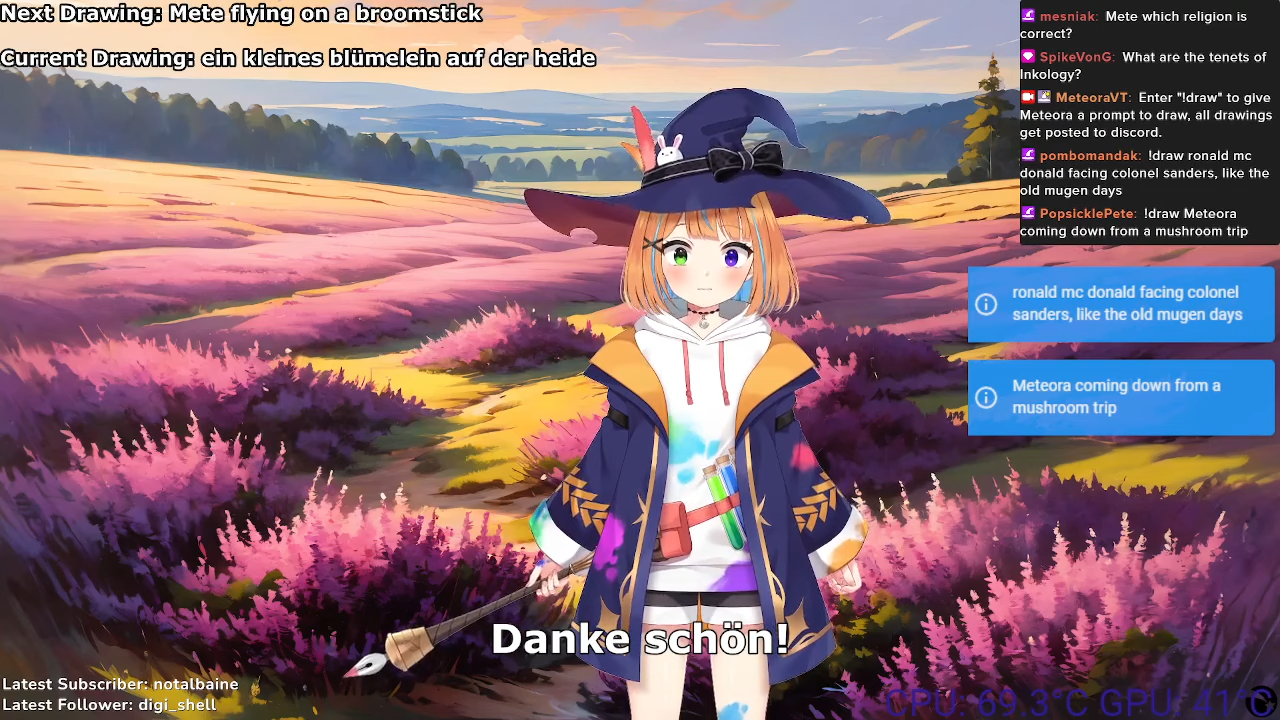 Next Drawing: Mete flying on a broomstick
Current Drawing: ein kleines blümelein auf der heide
mesniak: Mete which religion is
correct?
SpikeVonG: What are the tenets of
Inkology?
MeteoraVT: Enter "!draw" to give
Meteora a prompt to draw, all drawings
get posted to discord.
pombomandak: !draw ronald mc
donald facing colonel sanders, like the
old mugen days
PopsicklePete: !draw Meteora
coming down from a mushroom trip
ronald mc donald facing colonel
sanders, like the old mugen days
Meteora coming down from a
mushroom trip
Danke schön!
Latest Subscriber: notalbaine
Latest Follower: digi_shell
CPU: 69.3°C GPU: 41°C